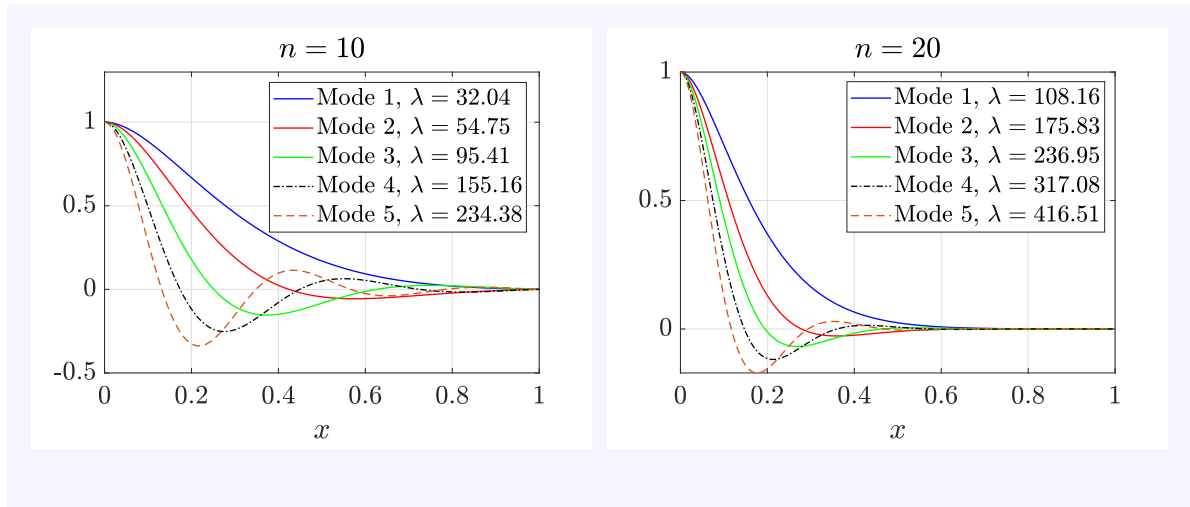 n = 10
Mode 1, λ = 32.04
Mode 2, λ = 54.75
Mode 3, λ = 95.41
Mode 4, λ = 155.16
Mode 5, λ = 234.38
1
0.5
0
-0.5
0 0.2 0.4 0.6 0.8 1
x
n = 20
Mode 1, λ = 108.16
Mode 2, λ = 175.83
Mode 3, λ = 236.95
Mode 4, λ = 317.08
Mode 5, λ = 416.51
1
0.5
0
0 0.2 0.4 0.6 0.8 1
x